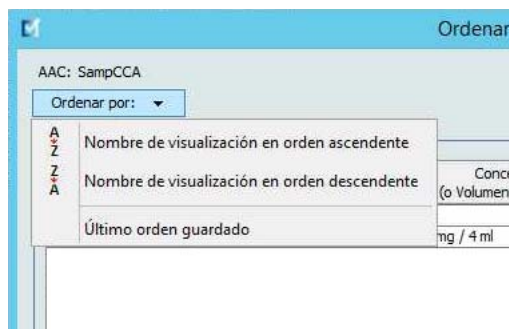 Ordenar
AAC: SampCCA
Ordenar por:
A
Z
Nombre de visualización en orden ascendente
Z
A
Nombre de visualización en orden descendente
Último orden guardado
Conce
(o Volumen
mg / 4 ml